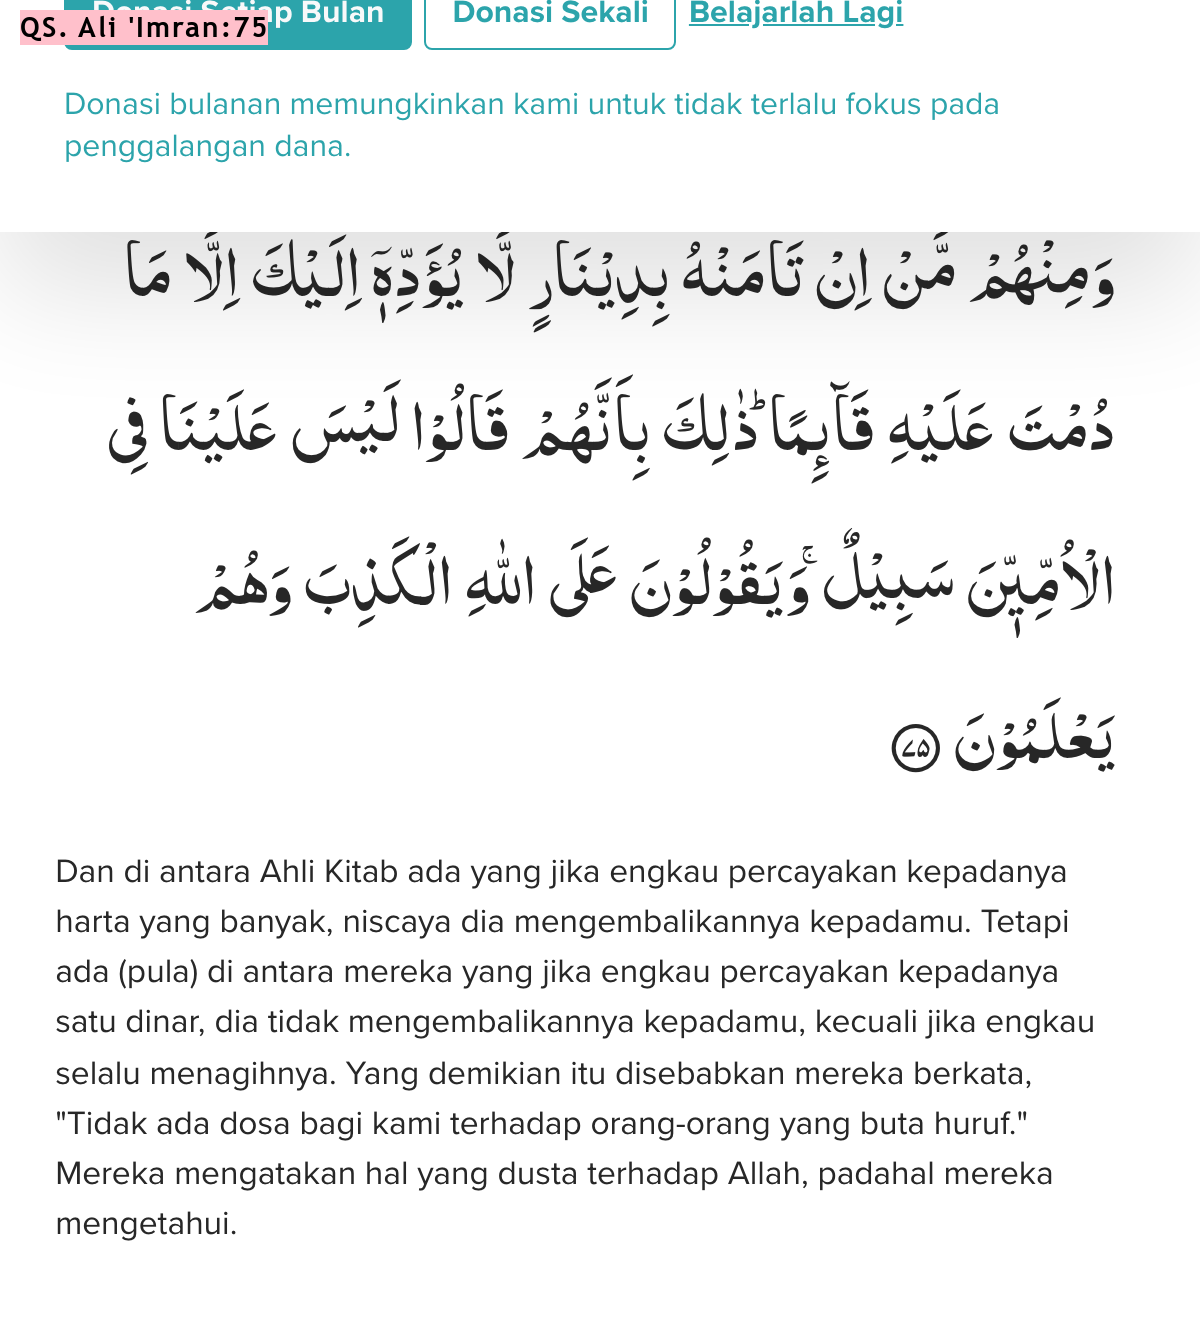 Donasi Setiap Bulan Donasi Sekali Belajarlah Lagi
QS. Ali 'Imran:75
Donasi bulanan memungkinkan kami untuk tidak terlalu fokus pada
penggalangan dana.
وَمِنْهُمْ مَّنْ اِنْ تَاْمَنْهُ بِدِيْنَارٍ لَّا يُؤَدِّهٖٓ اِلَيْكَ اِلَّا مَا
دُمْتَ عَلَيْهِ قَاۤىِٕمًا ۗ ذٰلِكَ بِاَنَّهُمْ قَالُوْا لَيْسَ عَلَيْنَا فِى
الْاُمِّيّٖنَ سَبِيْلٌ ۚ وَيَقُوْلُوْنَ عَلَى اللّٰهِ الْكَذِبَ وَهُمْ
يَعْلَمُوْنَ ٧٥
Dan di antara Ahli Kitab ada yang jika engkau percayakan kepadanya
harta yang banyak, niscaya dia mengembalikannya kepadamu. Tetapi
ada (pula) di antara mereka yang jika engkau percayakan kepadanya
satu dinar, dia tidak mengembalikannya kepadamu, kecuali jika engkau
selalu menagihnya. Yang demikian itu disebabkan mereka berkata,
"Tidak ada dosa bagi kami terhadap orang-orang yang buta huruf."
Mereka mengatakan hal yang dusta terhadap Allah, padahal mereka
mengetahui.